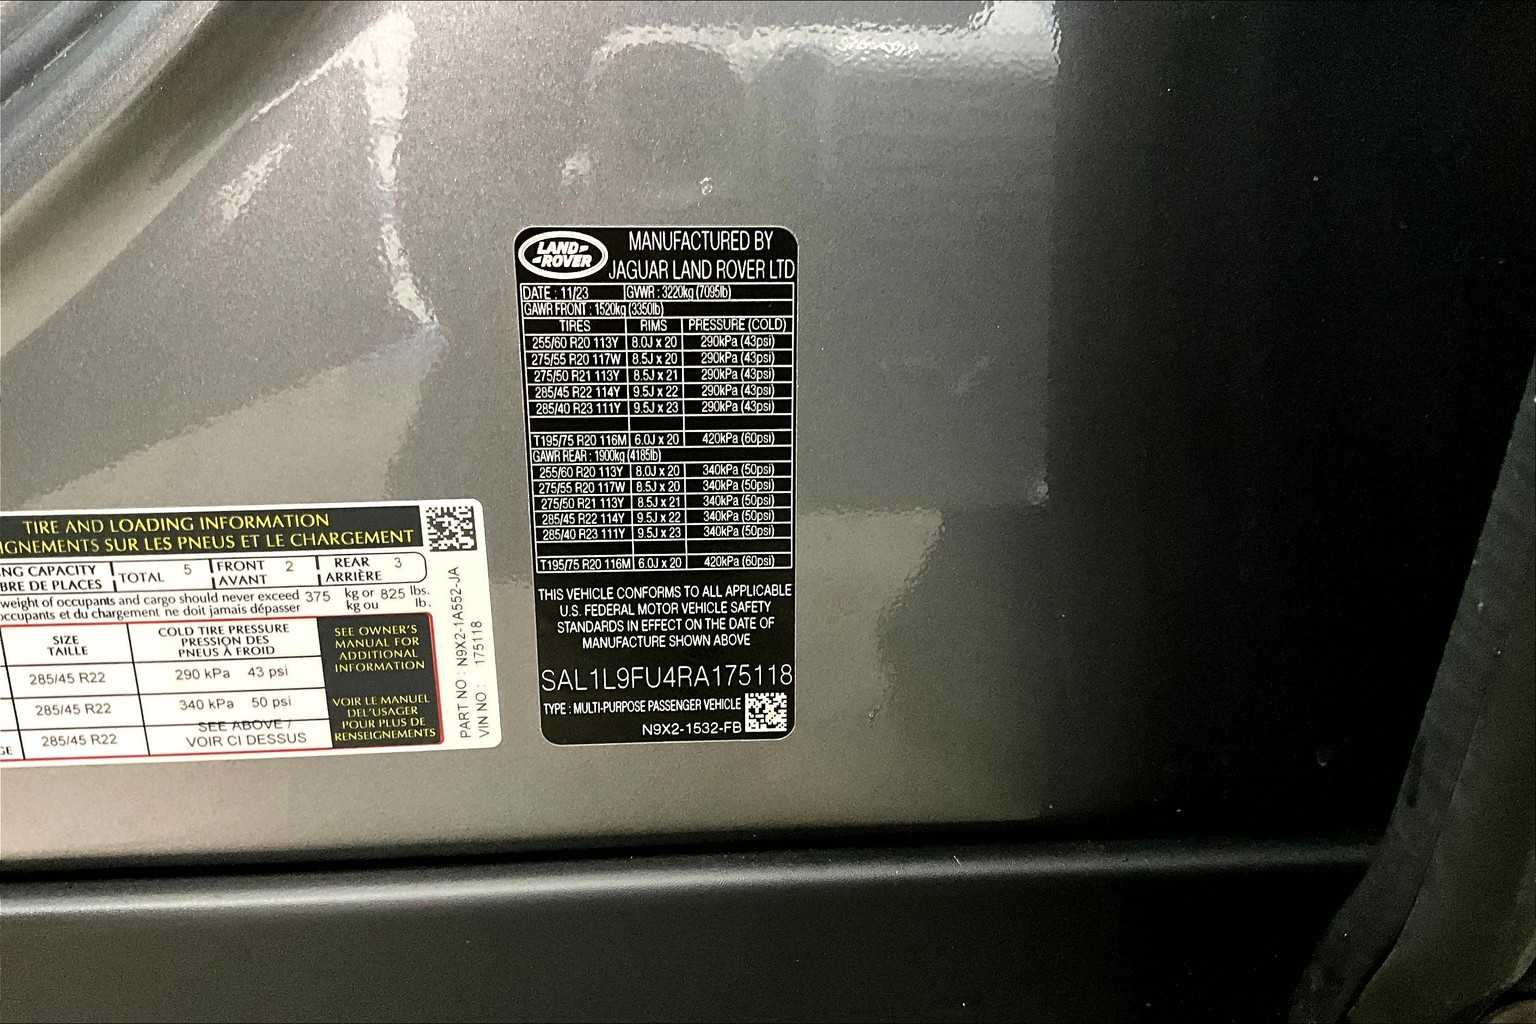 LAND-
-ROVER
MANUFACTURED BY
JAGUAR LAND ROVER LTD
DATE : 11/23 GVWR : 3220kg (7095lb)
GAWR FRONT : 1520kg (3350lb)
TIRES RIMS PRESSURE (COLD)
255/60 R20 113Y 8.0J x 20 290kPa (43psi)
275/55 R20 117W 8.5J x 20 290kPa (43psi)
275/50 R21 113Y 8.5J x 21 290kPa (43psi)
285/45 R22 114Y 9.5J x 22 290kPa (43psi)
285/40 R23 111Y 9.5J x 23 290kPa (43psi)
T195/75 R20 116M 6.0J x 20 420kPa (60psi)
GAWR REAR : 1900kg (4185lb)
255/60 R20 113Y 8.0J x 20 340kPa (50psi)
275/55 R20 117W 8.5J x 20 340kPa (50psi)
275/50 R21 113Y 8.5J x 21 340kPa (50psi)
285/45 R22 114Y 9.5J x 22 340kPa (50psi)
285/40 R23 111Y 9.5J x 23 340kPa (50psi)
T195/75 R20 116M 6.0J x 20 420kPa (60psi)
THIS VEHICLE CONFORMS TO ALL APPLICABLE
U.S. FEDERAL MOTOR VEHICLE SAFETY
STANDARDS IN EFFECT ON THE DATE OF
MANUFACTURE SHOWN ABOVE
SAL1L9FU4RA175118
TYPE : MULTI-PURPOSE PASSENGER VEHICLE
N9X2-1532-FB
TIRE AND LOADING INFORMATION
IGNEMENTS SUR LES PNEUS ET LE CHARGEMENT
NG CAPACITY TOTAL 5 FRONT 2 REAR 3
BRE DE PLACES AVANT ARRIÈRE
weight of occupants and cargo should never exceed 375 kg or 825 lbs.
occupants et du chargement ne doit jamais dépasser kg ou lb.
SIZE
TAILLE
COLD TIRE PRESSURE
PRESSION DES
PNEUS À FROID
285/45 R22 290 kPa 43 psi
285/45 R22 340 kPa 50 psi
GE 285/45 R22 SEE ABOVE /
VOIR CI DESSUS
SEE OWNER'S
MANUAL FOR
ADDITIONAL
INFORMATION
VOIR LE MANUEL
DEL'USAGER
POUR PLUS DE
RENSEIGNEMENTS
PART NO : N9X2-1A552-JA
VIN NO : 175118